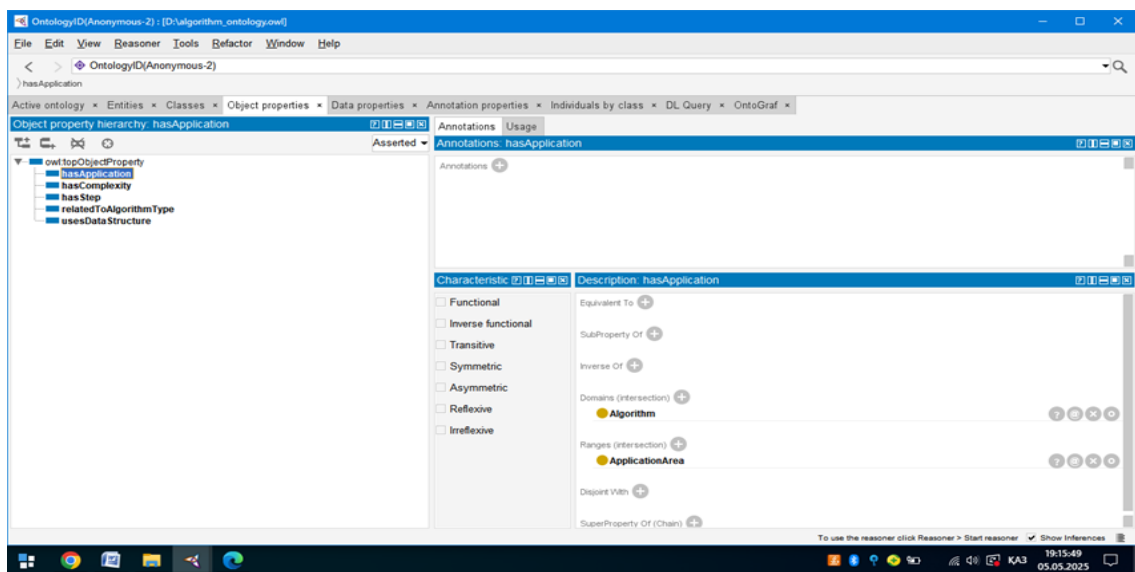 OntologyID(Anonymous-2) : [D:\algorithm_ontology.owl]
File Edit View Reasoner Tools Refactor Window Help
< > OntologyID(Anonymous-2)
hasApplication
Active ontology × Entities × Classes × Object properties × Data properties × Annotation properties × Individuals by class × DL Query × OntoGraf ×
Object property hierarchy: hasApplication
Asserted
owl:topObjectProperty
hasApplication
hasComplexity
hasStep
relatedToAlgorithmType
usesDataStructure
Annotations Usage
Annotations: hasApplication
Annotations
Characteristic
Functional
Inverse functional
Transitive
Symmetric
Asymmetric
Reflexive
Irreflexive
Description: hasApplication
Equivalent To
SubProperty Of
Inverse Of
Domains (intersection)
Algorithm
Ranges (intersection)
ApplicationArea
Disjoint With
SuperProperty Of (Chain)
To use the reasoner click Reasoner > Start reasoner Show Inferences
ҚАЗ
19:15:49
05.05.2025